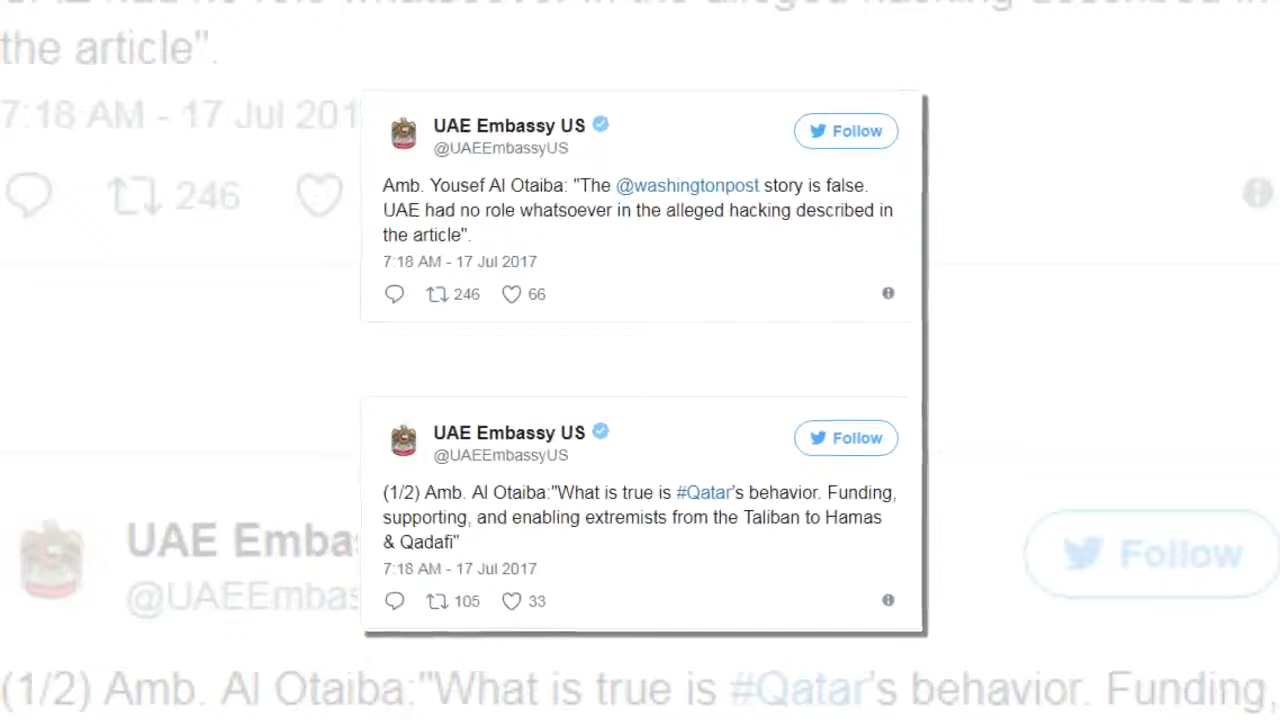 the article".
7:18 AM - 17 Jul 201
246
UAE Embassy US
@UAEEmbassyUS
Follow
Amb. Yousef Al Otaiba: "The @washingtonpost story is false.
UAE had no role whatsoever in the alleged hacking described in
the article".
7:18 AM - 17 Jul 2017
246 66
UAE Embassy US
@UAEEmbassyUS
Follow
(1/2) Amb. Al Otaiba:"What is true is #Qatar's behavior. Funding,
supporting, and enabling extremists from the Taliban to Hamas
& Qadafi"
7:18 AM - 17 Jul 2017
105 33
UAE Emba
@UAEEmbas
Follow
(1/2) Amb. Al Otaiba:"What is true is #Qatar's behavior. Funding,